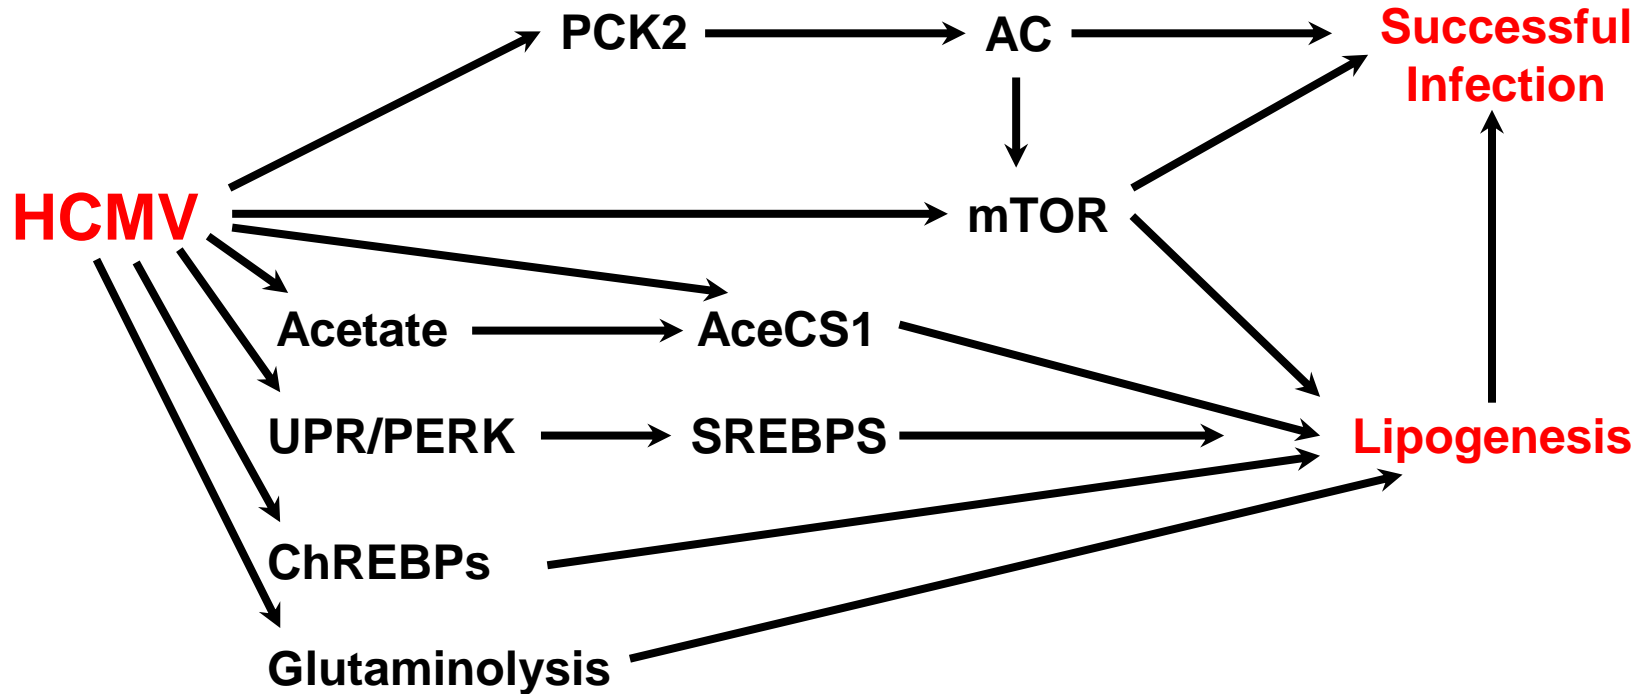 PCK2
AC
Successful
Infection
HCMV
mTOR
Acetate
AceCS1
UPR/PERK
SREBPS
Lipogenesis
ChREBPs
Glutaminolysis